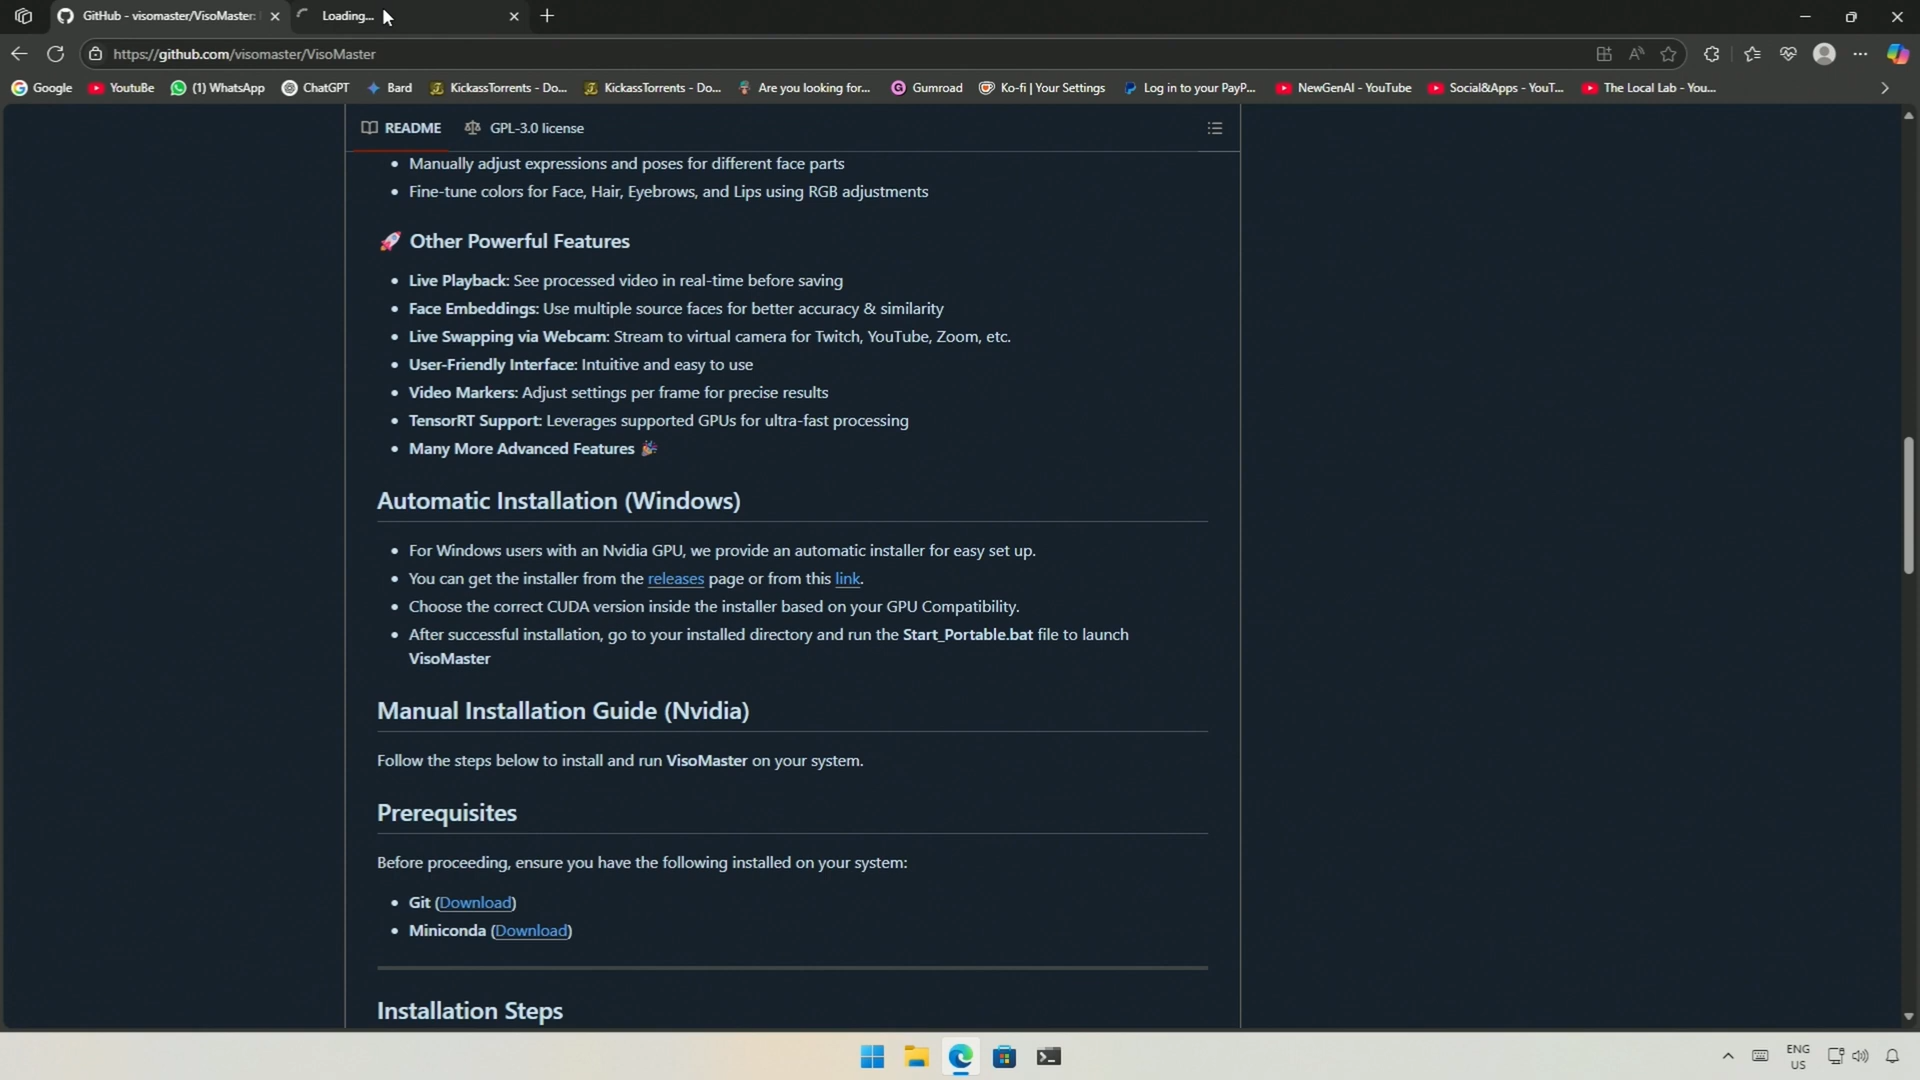 GitHub - visomaster/VisoMaster:
Loading...
https://github.com/visomaster/VisoMaster
Google
YouTube
(1) WhatsApp
ChatGPT
Bard
KickassTorrents - Do...
KickassTorrents - Do...
Are you looking for...
Gumroad
Ko-fi | Your Settings
Log in to your PayP...
NewGenAI - YouTube
Social&Apps - YouT...
The Local Lab - You...
README
GPL-3.0 license
• Manually adjust expressions and poses for different face parts
• Fine-tune colors for Face, Hair, Eyebrows, and Lips using RGB adjustments
🚀 Other Powerful Features
• Live Playback: See processed video in real-time before saving
• Face Embeddings: Use multiple source faces for better accuracy & similarity
• Live Swapping via Webcam: Stream to virtual camera for Twitch, YouTube, Zoom, etc.
• User-Friendly Interface: Intuitive and easy to use
• Video Markers: Adjust settings per frame for precise results
• TensorRT Support: Leverages supported GPUs for ultra-fast processing
• Many More Advanced Features 🎉
Automatic Installation (Windows)
• For Windows users with an Nvidia GPU, we provide an automatic installer for easy set up.
• You can get the installer from the releases page or from this link.
• Choose the correct CUDA version inside the installer based on your GPU Compatibility.
• After successful installation, go to your installed directory and run the Start_Portable.bat file to launch
VisoMaster
Manual Installation Guide (Nvidia)
Follow the steps below to install and run VisoMaster on your system.
Prerequisites
Before proceeding, ensure you have the following installed on your system:
• Git (Download)
• Miniconda (Download)
Installation Steps
ENG
US